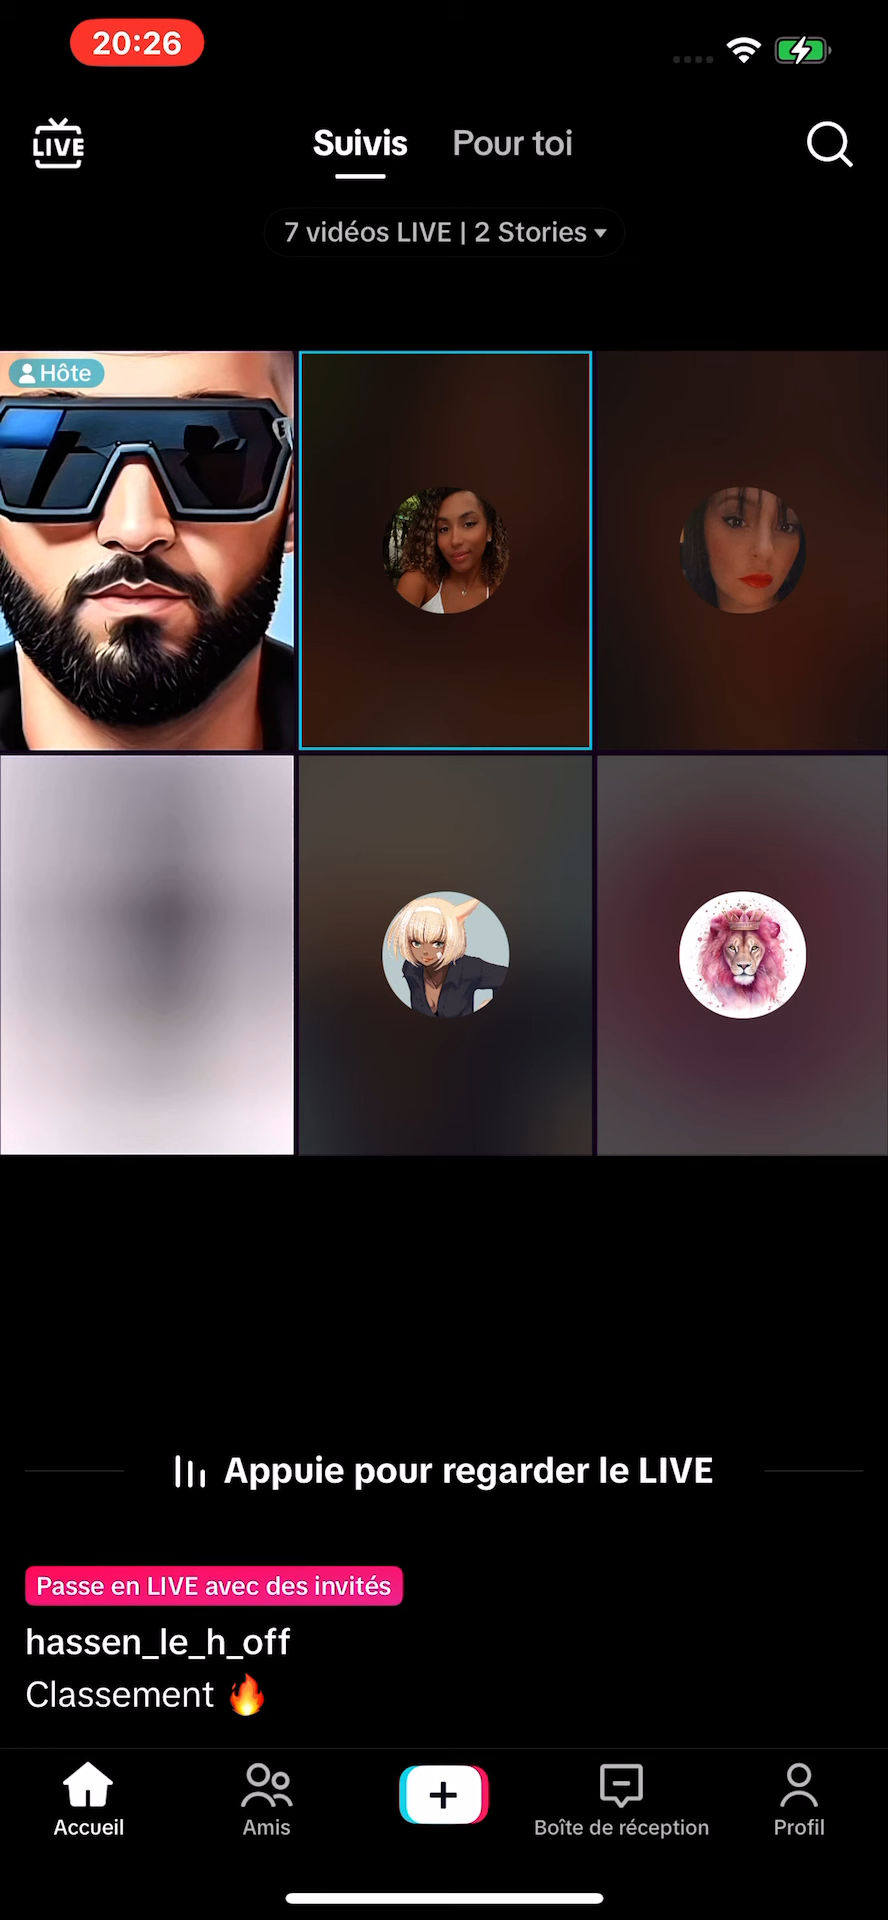 20:26
LIVE
Suivis
Pour toi
7 vidéos LIVE | 2 Stories
Hôte
Appuie pour regarder le LIVE
Passe en LIVE avec des invités
hassen_le_h_off
Classement 🔥
Accueil
Amis
Boîte de réception
Profil